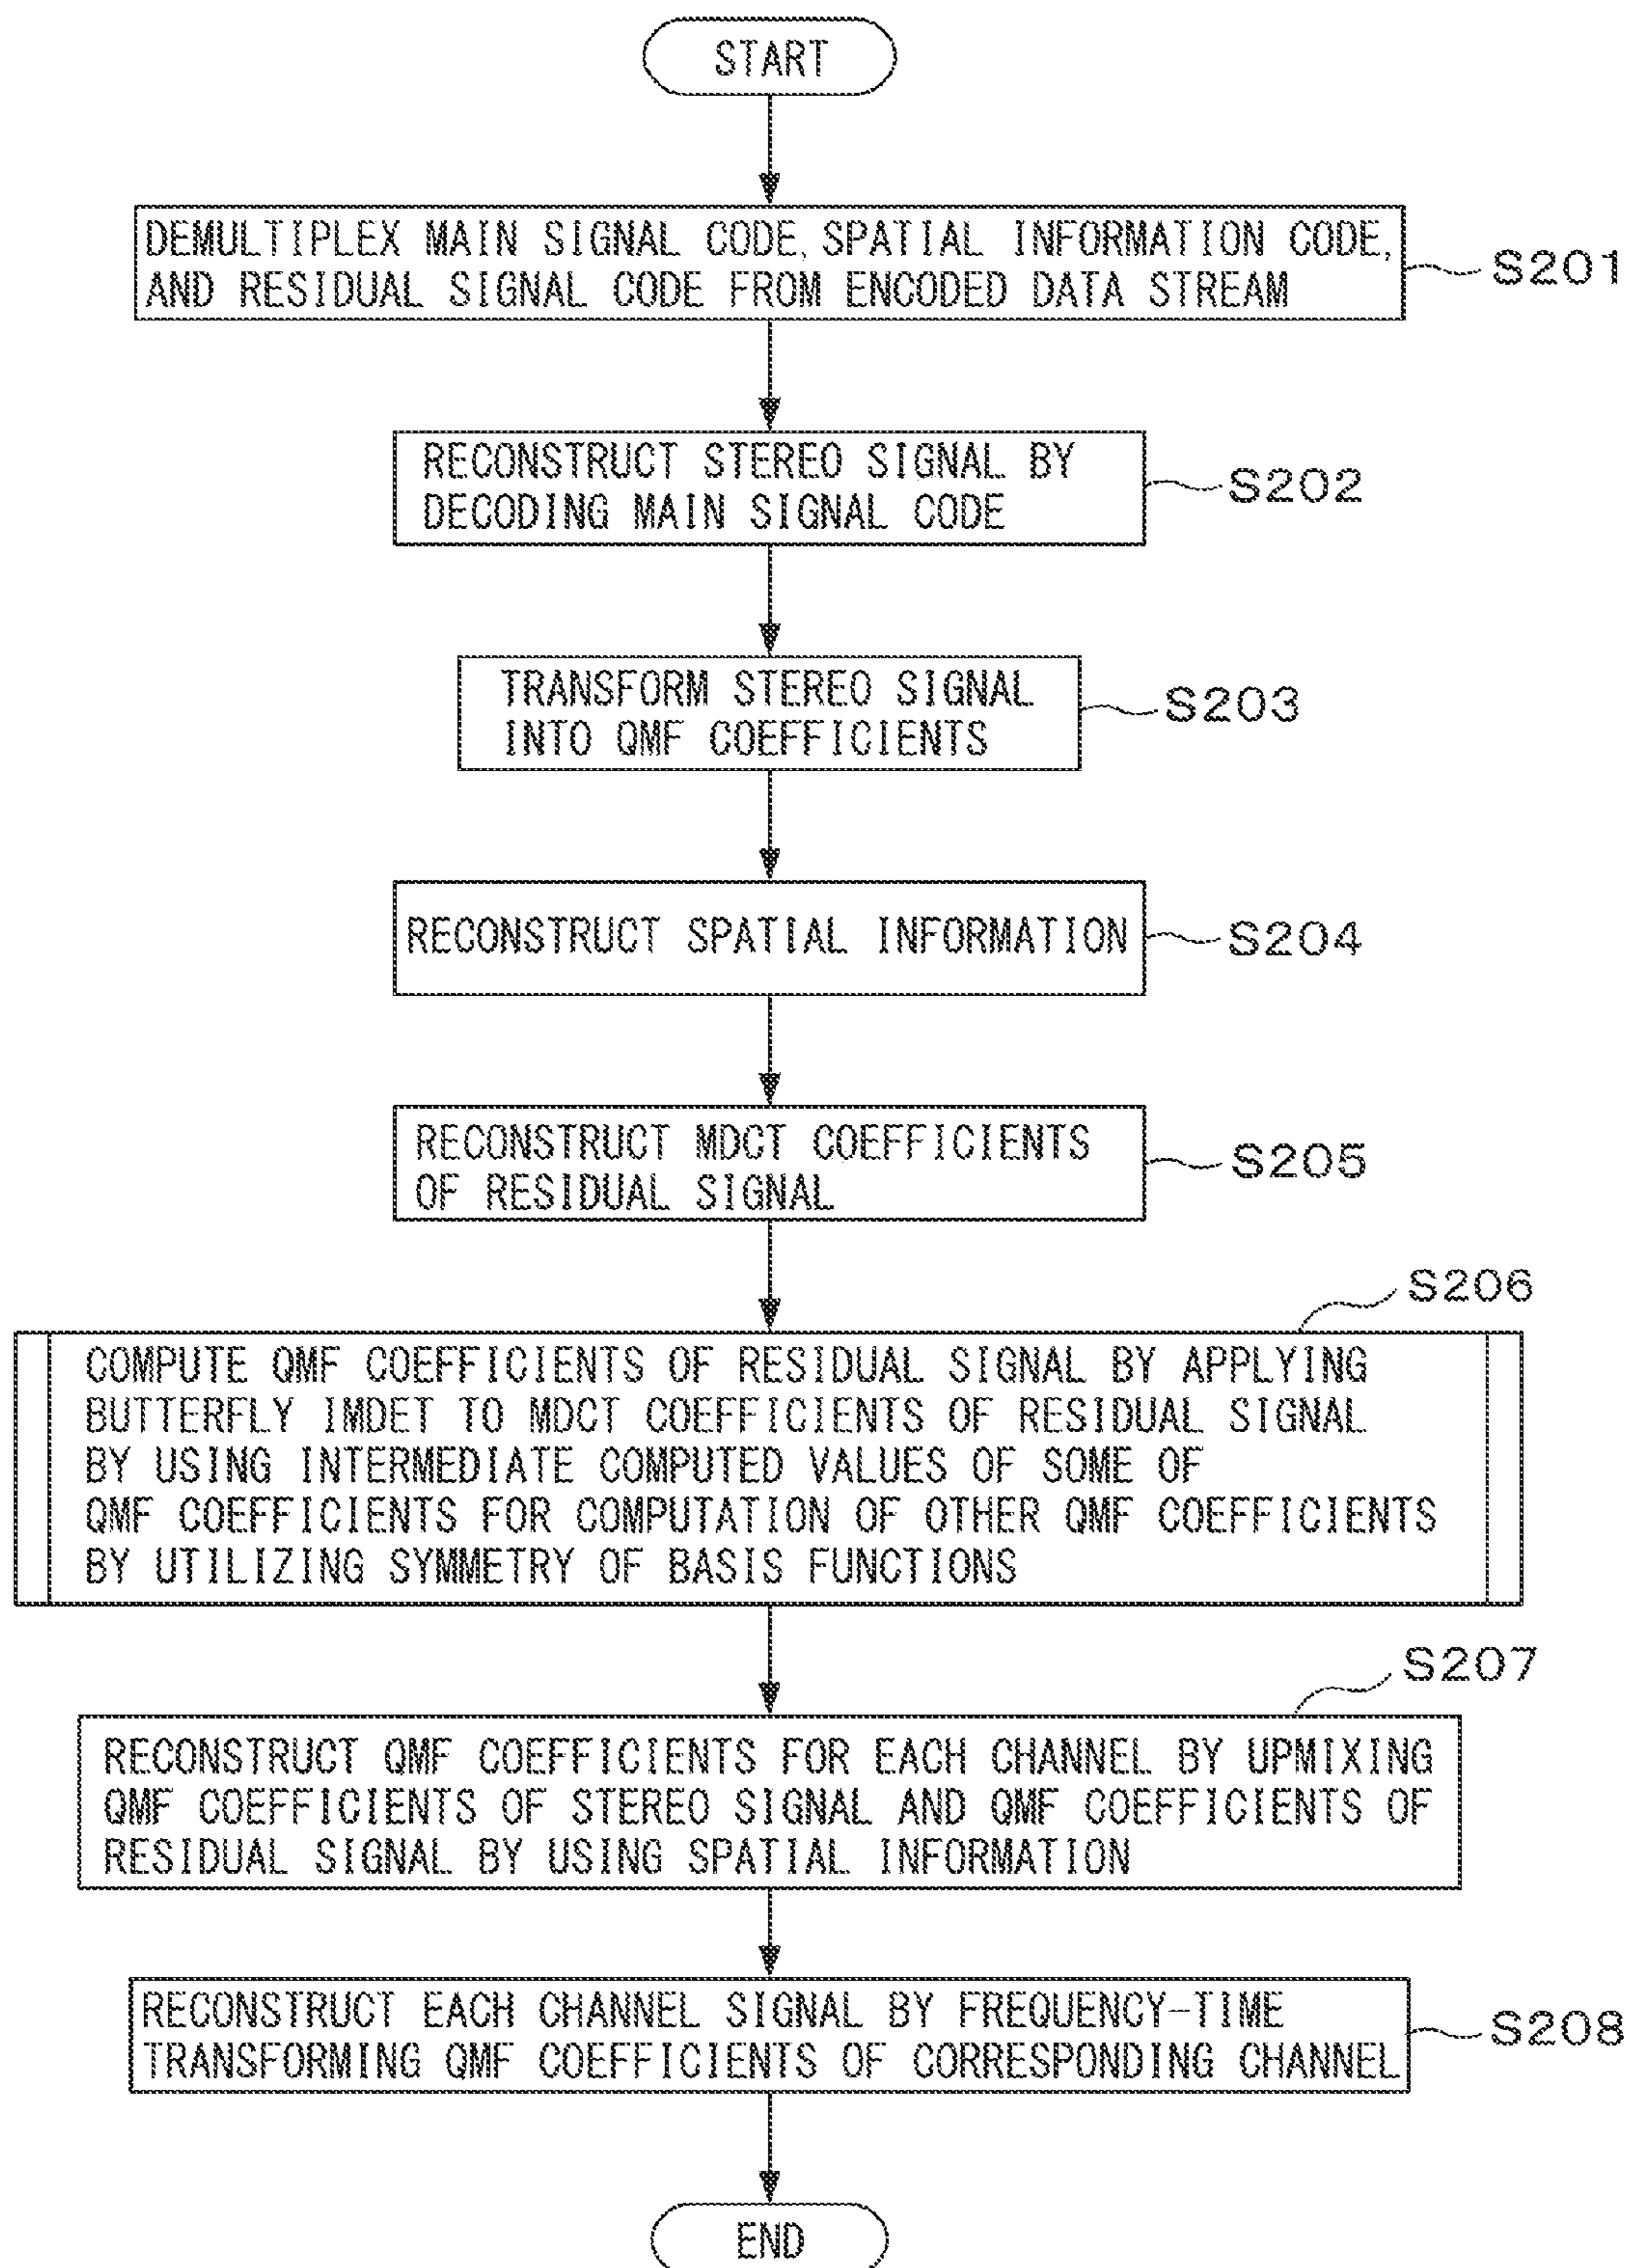 START
DEMULTIPLEX MAIN SIGNAL CODE, SPATIAL INFORMATION CODE,
AND RESIDUAL SIGNAL CODE FROM ENCODED DATA STREAM
S201
RECONSTRUCT STEREO SIGNAL BY
DECODING MAIN SIGNAL CODE
S202
TRANSFORM STEREO SIGNAL
INTO QMF COEFFICIENTS
S203
RECONSTRUCT SPATIAL INFORMATION
S204
RECONSTRUCT MDCT COEFFICIENTS
OF RESIDUAL SIGNAL
S205
S206
COMPUTE QMF COEFFICIENTS OF RESIDUAL SIGNAL BY APPLYING
BUTTERFLY IMDET TO MDCT COEFFICIENTS OF RESIDUAL SIGNAL
BY USING INTERMEDIATE COMPUTED VALUES OF SOME OF
QMF COEFFICIENTS FOR COMPUTATION OF OTHER QMF COEFFICIENTS
BY UTILIZING SYMMETRY OF BASIS FUNCTIONS
S207
RECONSTRUCT QMF COEFFICIENTS FOR EACH CHANNEL BY UPMIXING
QMF COEFFICIENTS OF STEREO SIGNAL AND QMF COEFFICIENTS OF
RESIDUAL SIGNAL BY USING SPATIAL INFORMATION
RECONSTRUCT EACH CHANNEL SIGNAL BY FREQUENCY-TIME
TRANSFORMING QMF COEFFICIENTS OF CORRESPONDING CHANNEL
S208
END